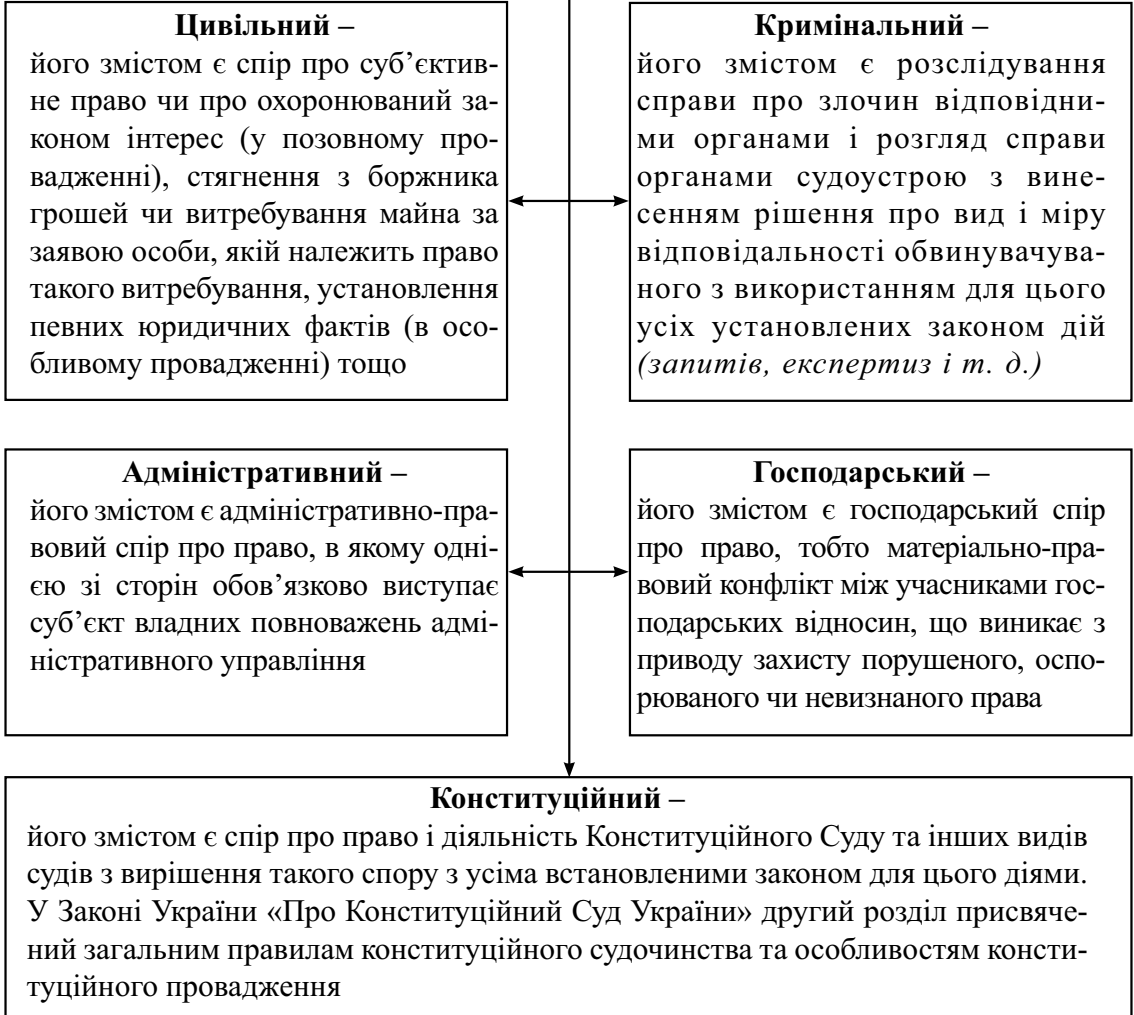 Цивільний –
його змістом є спір про суб’єктив-
не право чи про охоронюваний за-
коном інтерес (у позовному про-
вадженні), стягнення з боржника
грошей чи витребування майна за
заявою особи, якій належить право
такого витребування, установлення
певних юридичних фактів (в осо-
бливому провадженні) тощо
Кримінальний –
його змістом є розслідування
справи про злочин відповідни-
ми органами і розгляд справи
органами судоустрою з вине-
сенням рішення про вид і міру
відповідальності обвинувачува-
ного з використанням для цього
усіх установлених законом дій
(запитів, експертиз і т. д.)
Адміністративний –
його змістом є адміністративно-пра-
вовий спір про право, в якому одні-
єю зі сторін обов’язково виступає
суб’єкт владних повноважень адмі-
ністративного управління
Господарський –
його змістом є господарський спір
про право, тобто матеріально-пра-
вовий конфлікт між учасниками гос-
подарських відносин, що виникає з
приводу захисту порушеного, оспо-
рюваного чи невизнаного права
Конституційний –
його змістом є спір про право і діяльність Конституційного Суду та інших видів
судів з вирішення такого спору з усіма встановленими законом для цього діями.
У Законі України «Про Конституційний Суд України» другий розділ присвяче-
ний загальним правилам конституційного судочинства та особливостям консти-
туційного провадження